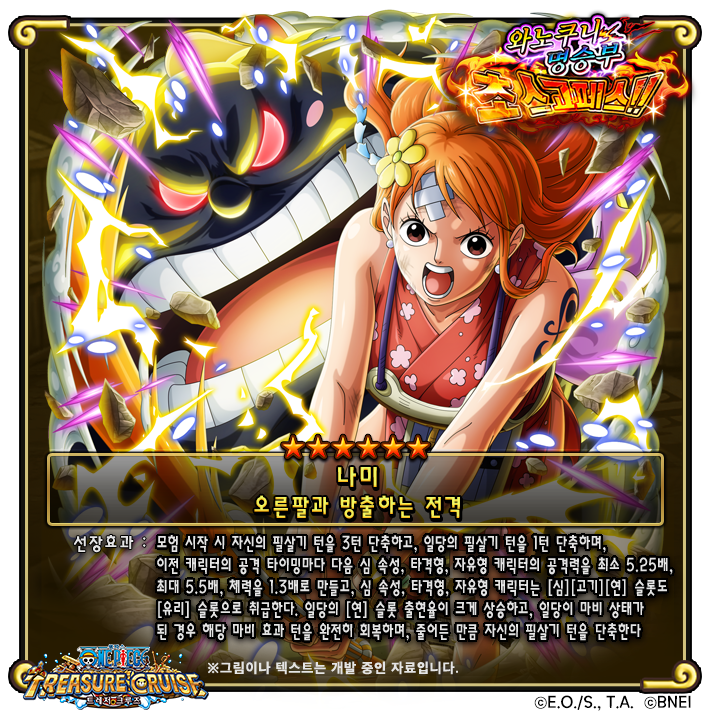 와노쿠니
명승부
초 스고페스!!
나미
오른팔과 방출하는 전격
선장효과 : 모험 시작 시 자신의 필살기 턴을 3턴 단축하고, 일당의 필살기 턴을 1턴 단축하며,
이전 캐릭터의 공격 타이밍마다 다음 심 속성, 타격형, 자유형 캐릭터의 공격력을 최소 5.25배,
최대 5.5배, 체력을 1.3배로 만들고, 심 속성, 타격형, 자유형 캐릭터는 [심][고기][연] 슬롯도
[유리] 슬롯으로 취급한다. 일당의 [연] 슬롯 출현율이 크게 상승하고, 일당이 마비 상태가
된 경우 해당 마비 효과 턴을 완전히 회복하며, 줄어든 만큼 자신의 필살기 턴을 단축한다
ONE PIECE
TREASURE CRUISE
트레저 크루즈
※그림이나 텍스트는 개발 중인 자료입니다.
©E.O./S., T.A. ©BNEI